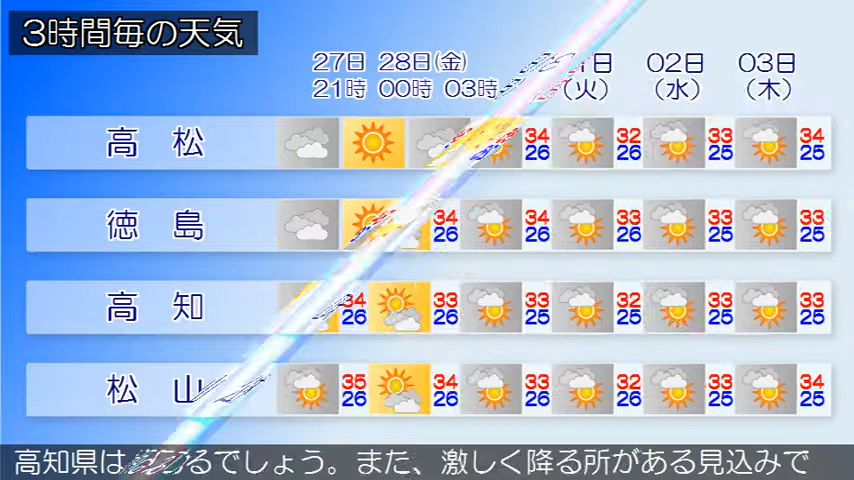 3時間毎の天気
27日 28日(金) 日 02日 03日
21時 00時 03時 (火) (水) (木)
高松 34 32 33 34
26 26 25 25
徳島 34 34 33 33 33
26 26 26 25 25
高知 34 33 33 32 33 33
26 26 25 25 25 25
松山 35 34 33 32 33 34
26 26 26 26 25 25
高知県は るでしょう。また、激しく降る所がある見込みで